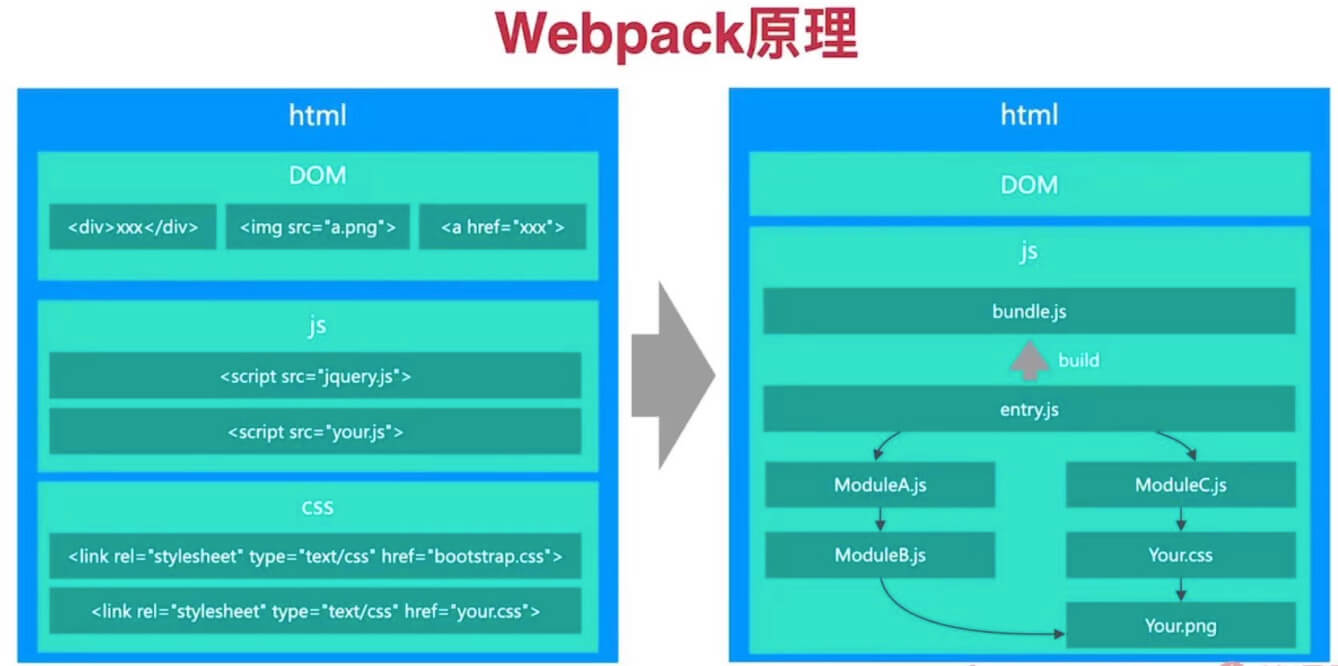 Webpack原理
html
DOM
<div>xxx</div>
<img src="a.png">
<a href="xxx">
js
<script src="jquery.js">
<script src="your.js">
css
<link rel="stylesheet" type="text/css" href="bootstrap.css">
<link rel="stylesheet" type="text/css" href="your.css">
html
DOM
js
bundle.js
build
entry.js
ModuleA.js
ModuleC.js
ModuleB.js
Your.css
Your.png